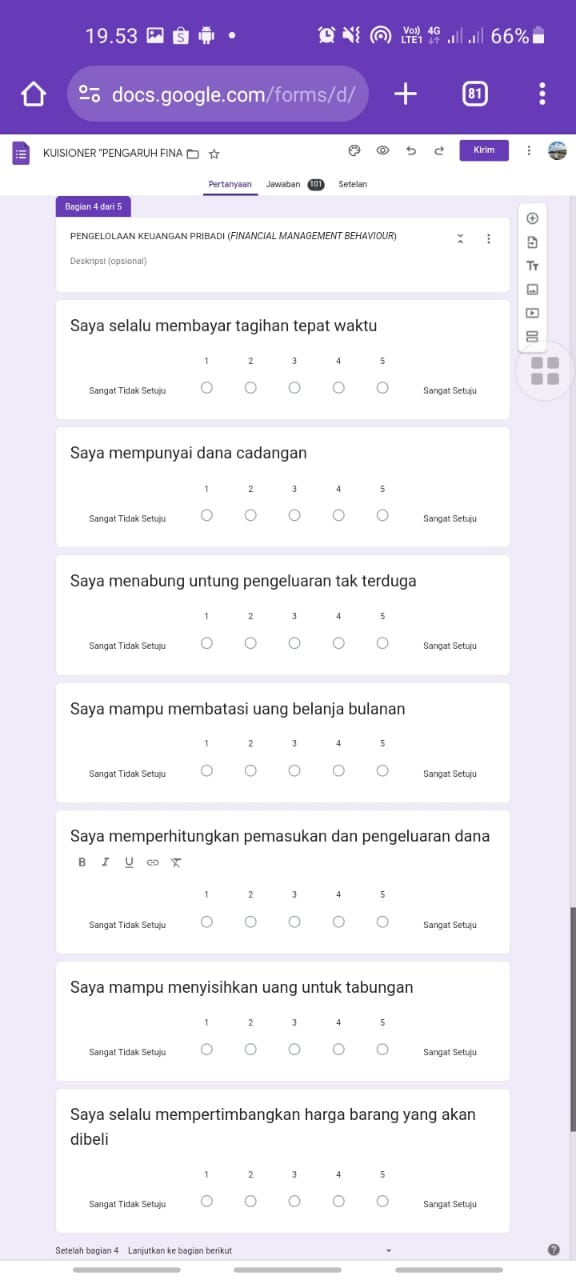 19.53
Vo))
LTE1
4G
66%
docs.google.com/forms/d/
81
KUISIONER "PENGARUH FINA
Kirim
Pertanyaan Jawaban 101 Setelan
Bagian 4 dari 5
PENGELOLAAN KEUANGAN PRIBADI (FINANCIAL MANAGEMENT BEHAVIOUR)
Deskripsi (opsional)
Saya selalu membayar tagihan tepat waktu
1 2 3 4 5
Sangat Tidak Setuju Sangat Setuju
Saya mempunyai dana cadangan
1 2 3 4 5
Sangat Tidak Setuju Sangat Setuju
Saya menabung untung pengeluaran tak terduga
1 2 3 4 5
Sangat Tidak Setuju Sangat Setuju
Saya mampu membatasi uang belanja bulanan
1 2 3 4 5
Sangat Tidak Setuju Sangat Setuju
Saya memperhitungkan pemasukan dan pengeluaran dana
B I U
1 2 3 4 5
Sangat Tidak Setuju Sangat Setuju
Saya mampu menyisihkan uang untuk tabungan
1 2 3 4 5
Sangat Tidak Setuju Sangat Setuju
Saya selalu mempertimbangkan harga barang yang akan
dibeli
1 2 3 4 5
Sangat Tidak Setuju Sangat Setuju
Setelah bagian 4 Lanjutkan ke bagian berikut